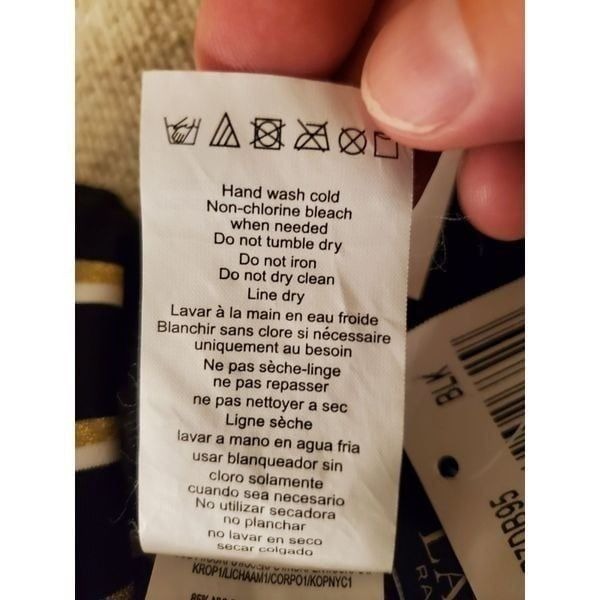 Hand wash cold
Non-chlorine bleach
when needed
Do not tumble dry
Do not iron
Do not dry clean
Line dry
Lavar à la main en eau froide
Blanchir sans clore si nécessaire
uniquement au besoin
Ne pas sèche-linge
ne pas repasser
ne pas nettoyer a sec
Ligne sèche
lavar a mano en agua fria
usar blanqueador sin
cloro solamente
cuando sea necesario
No utilizar secadora
no planchar
no lavar en seco
secar colgado
KROP1/LICHAAM1/CORPO1/KOPNYC1
BLK
70895
LA
RA